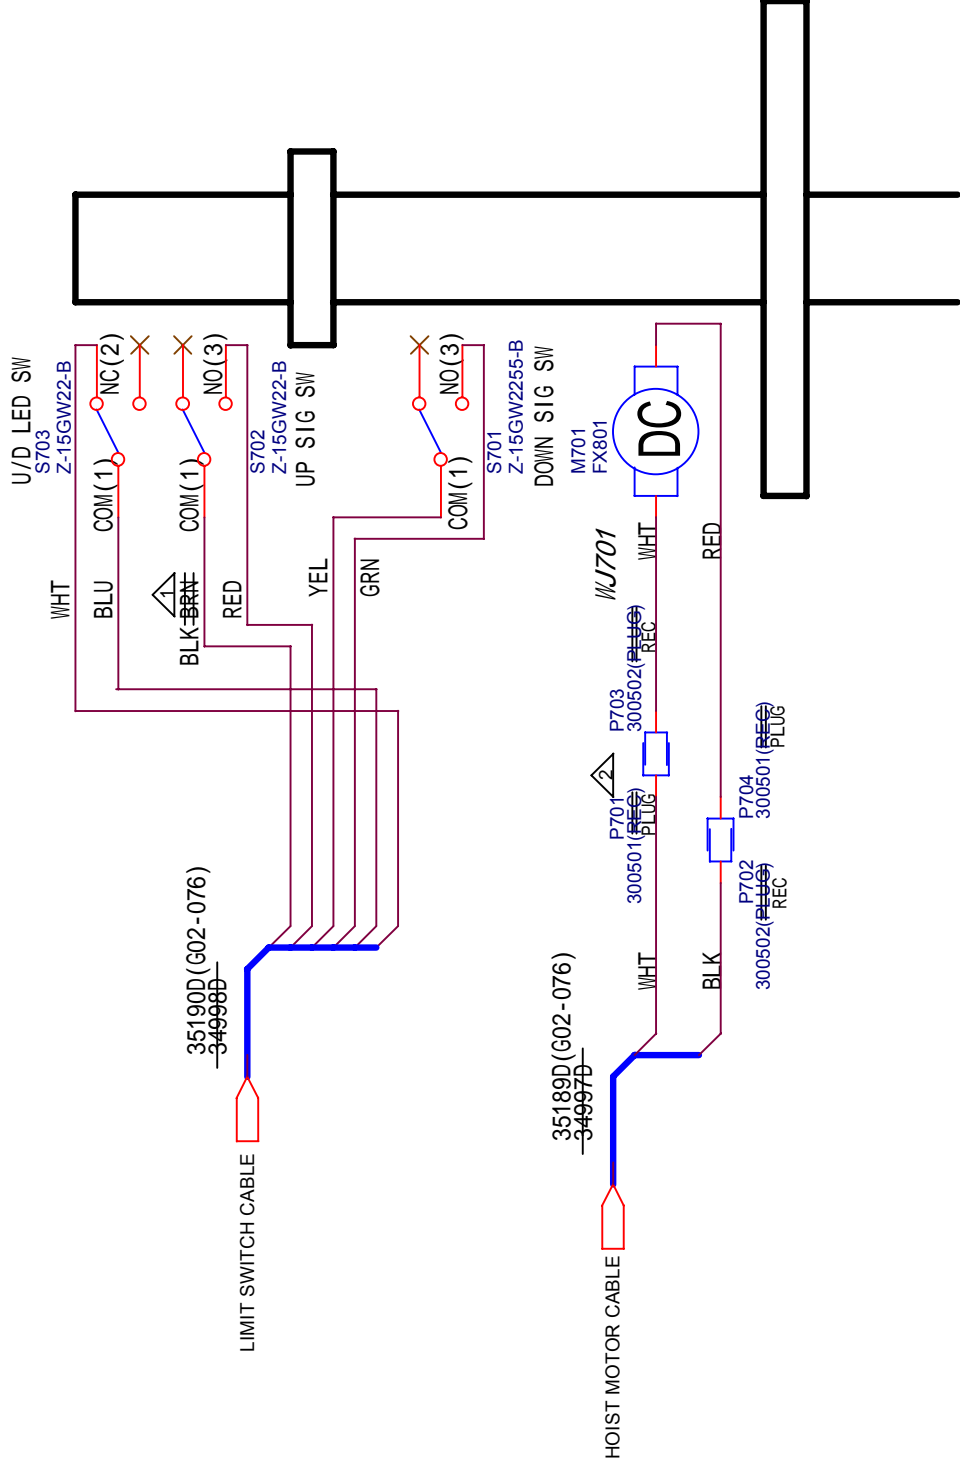 U/D LED SW
S703
Z-15GW22-B
NC(2)
COM(1)
WHT
BLU
COM(1)
NO(3)
S702
Z-15GW22-B
UP SIG SW
1
BLK BRN
RED
NO(3)
COM(1)
S701
Z-15GW2255-B
DOWN SIG SW
YEL
GRN
M701
FX801
DC
WJ701
WHT
RED
P703
300502(PLUG)
REC
2
P701
300501(REC)
PLUG
P704
300501(REC)
PLUG
P702
300502(PLUG)
REC
WHT
BLK
35190D(G02-076)
34998D
LIMIT SWITCH CABLE
35189D(G02-076)
34997D
HOIST MOTOR CABLE